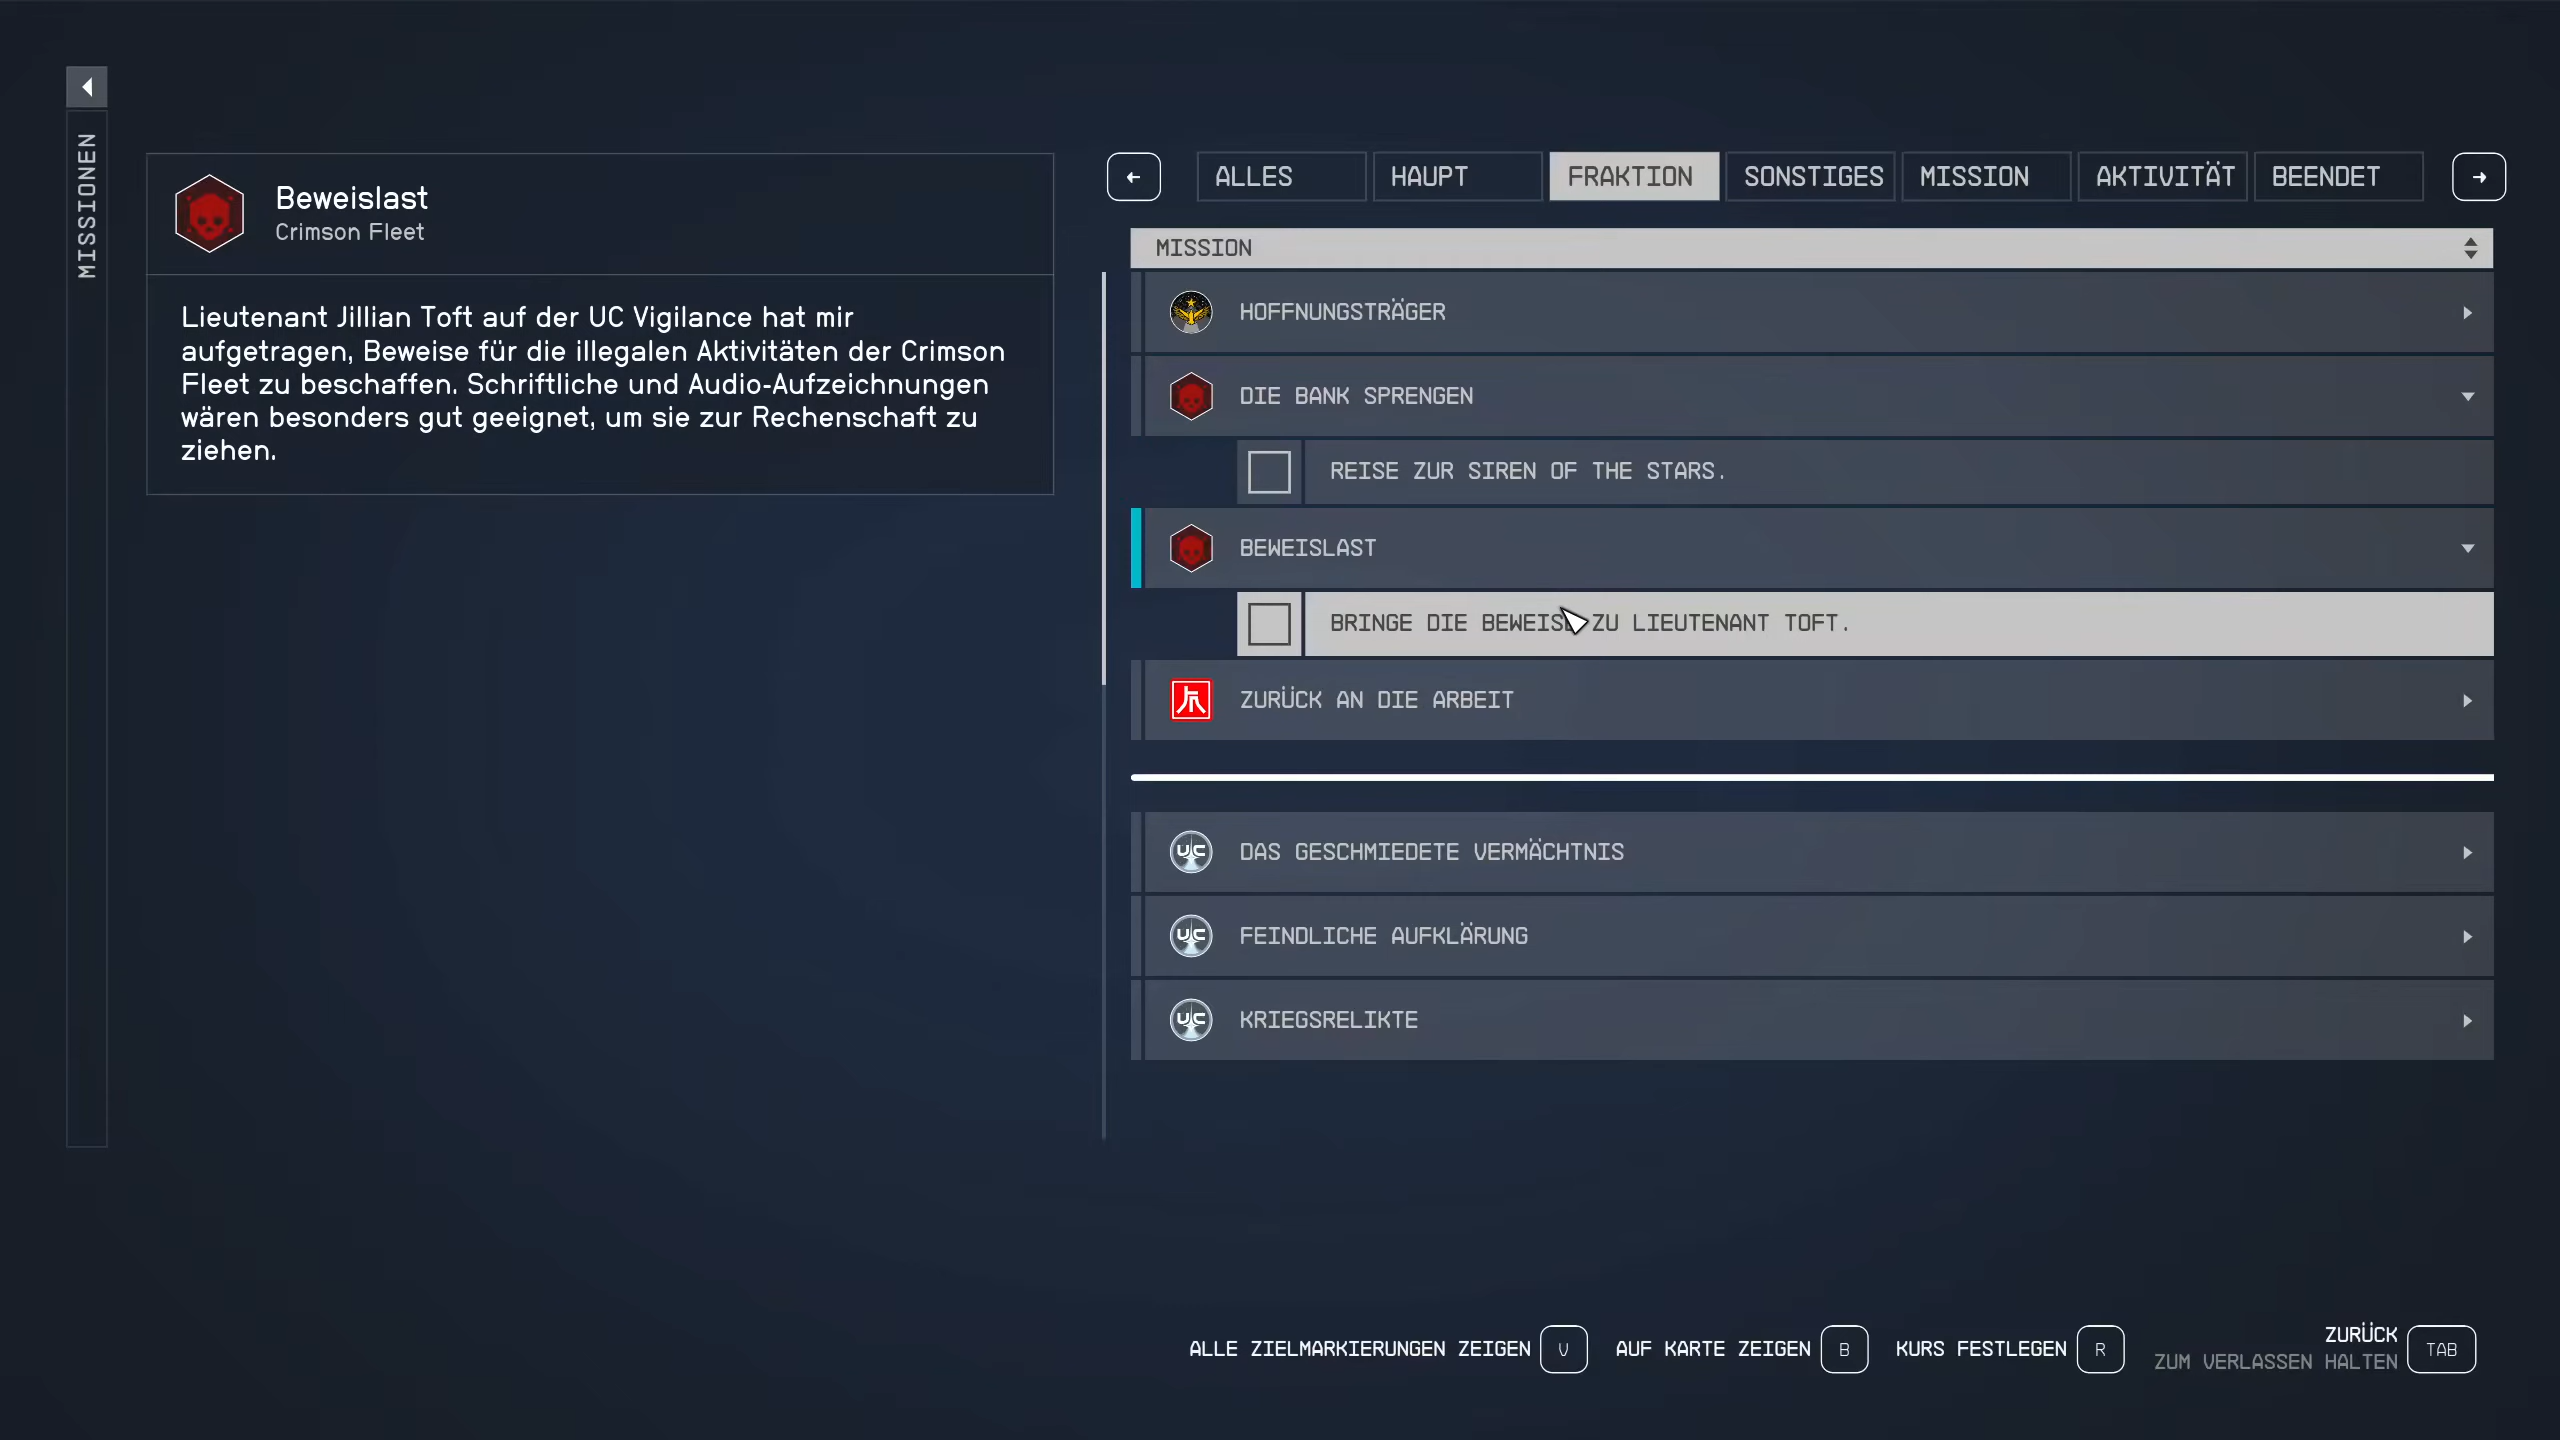 MISSIONEN
Beweislast
Crimson Fleet
Lieutenant Jillian Toft auf der UC Vigilance hat mir
aufgetragen, Beweise für die illegalen Aktivitäten der Crimson
Fleet zu beschaffen. Schriftliche und Audio-Aufzeichnungen
wären besonders gut geeignet, um sie zur Rechenschaft zu
ziehen.
ALLES HAUPT FRAKTION SONSTIGES MISSION AKTIVITÄT BEENDET
MISSION
HOFFNUNGSTRÄGER
DIE BANK SPRENGEN
REISE ZUR SIREN OF THE STARS.
BEWEISLAST
BRINGE DIE BEWEISE ZU LIEUTENANT TOFT.
ZURÜCK AN DIE ARBEIT
UC DAS GESCHMIEDETE VERMÄCHTNIS
UC FEINDLICHE AUFKLÄRUNG
UC KRIEGSRELIKTE
ALLE ZIELMARKIERUNGEN ZEIGEN V AUF KARTE ZEIGEN B KURS FESTLEGEN R ZURÜCK TAB
ZUM VERLASSEN HALTEN